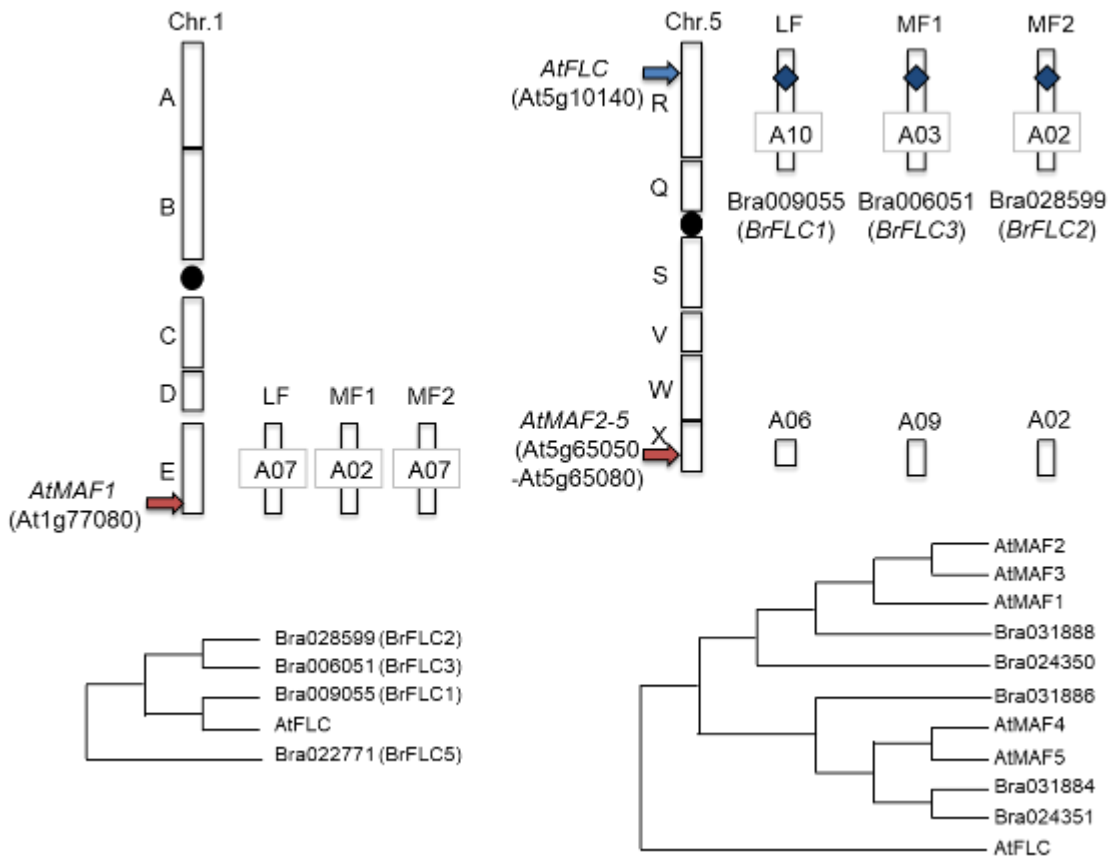 Chr.1
A
B
C
D
E
AtMAF1
(At1g77080)
LF MF1 MF2
A07 A02 A07
Chr.5
AtFLC
(At5g10140)
R
Q
S
V
W
X
AtMAF2-5
(At5g65050
-At5g65080)
LF MF1 MF2
A10 A03 A02
Bra009055 Bra006051 Bra028599
(BrFLC1) (BrFLC3) (BrFLC2)
A06 A09 A02
Bra028599 (BrFLC2)
Bra006051 (BrFLC3)
Bra009055 (BrFLC1)
AtFLC
Bra022771 (BrFLC5)
AtMAF2
AtMAF3
AtMAF1
Bra031888
Bra024350
Bra031886
AtMAF4
AtMAF5
Bra031884
Bra024351
AtFLC